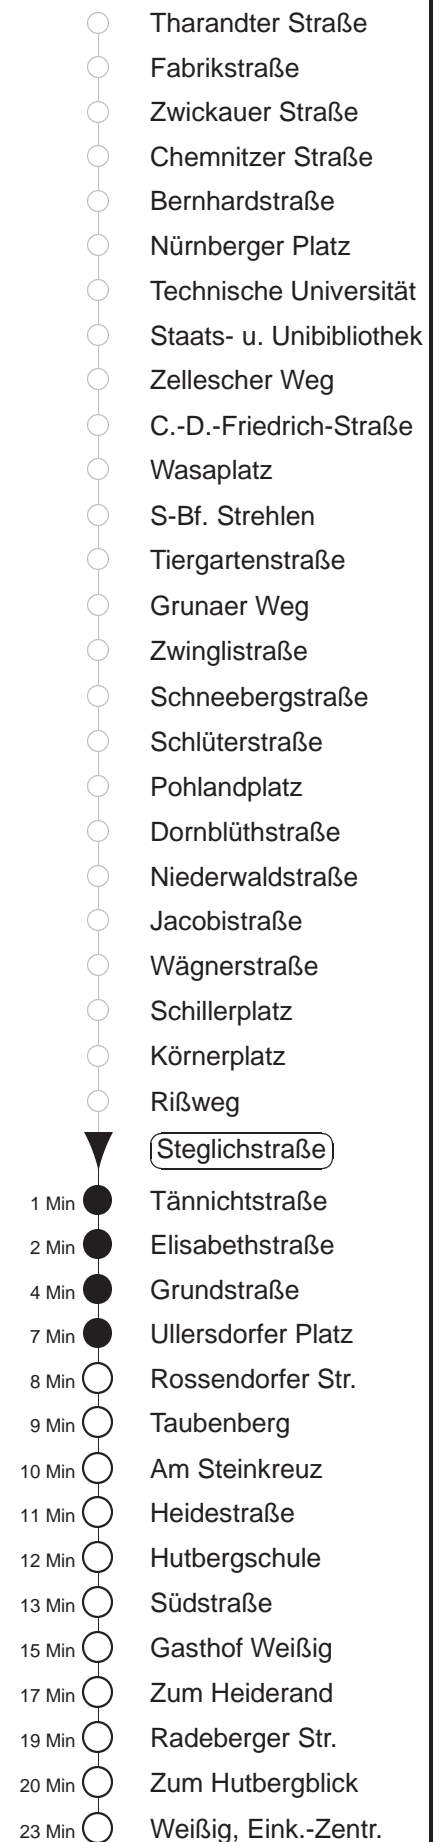 Tharandter Straße
Fabrikstraße
Zwickauer Straße
Chemnitzer Straße
Bernhardstraße
Nürnberger Platz
Technische Universität
Staats- u. Unibibliothek
Zellescher Weg
C.-D.-Friedrich-Straße
Wasaplatz
S-Bf. Strehlen
Tiergartenstraße
Grunaer Weg
Zwinglistraße
Schneebergstraße
Schlüterstraße
Pohlandplatz
Dornblüthstraße
Niederwaldstraße
Jacobistraße
Wägnerstraße
Schillerplatz
Körnerplatz
Rißweg
Steglichstraße
1 Min Tännichtstraße
2 Min Elisabethstraße
4 Min Grundstraße
7 Min Ullersdorfer Platz
8 Min Rossendorfer Str.
9 Min Taubenberg
10 Min Am Steinkreuz
11 Min Heidestraße
12 Min Hutbergschule
13 Min Südstraße
15 Min Gasthof Weißig
17 Min Zum Heiderand
19 Min Radeberger Str.
20 Min Zum Hutbergblick
23 Min Weißig, Eink.-Zentr.